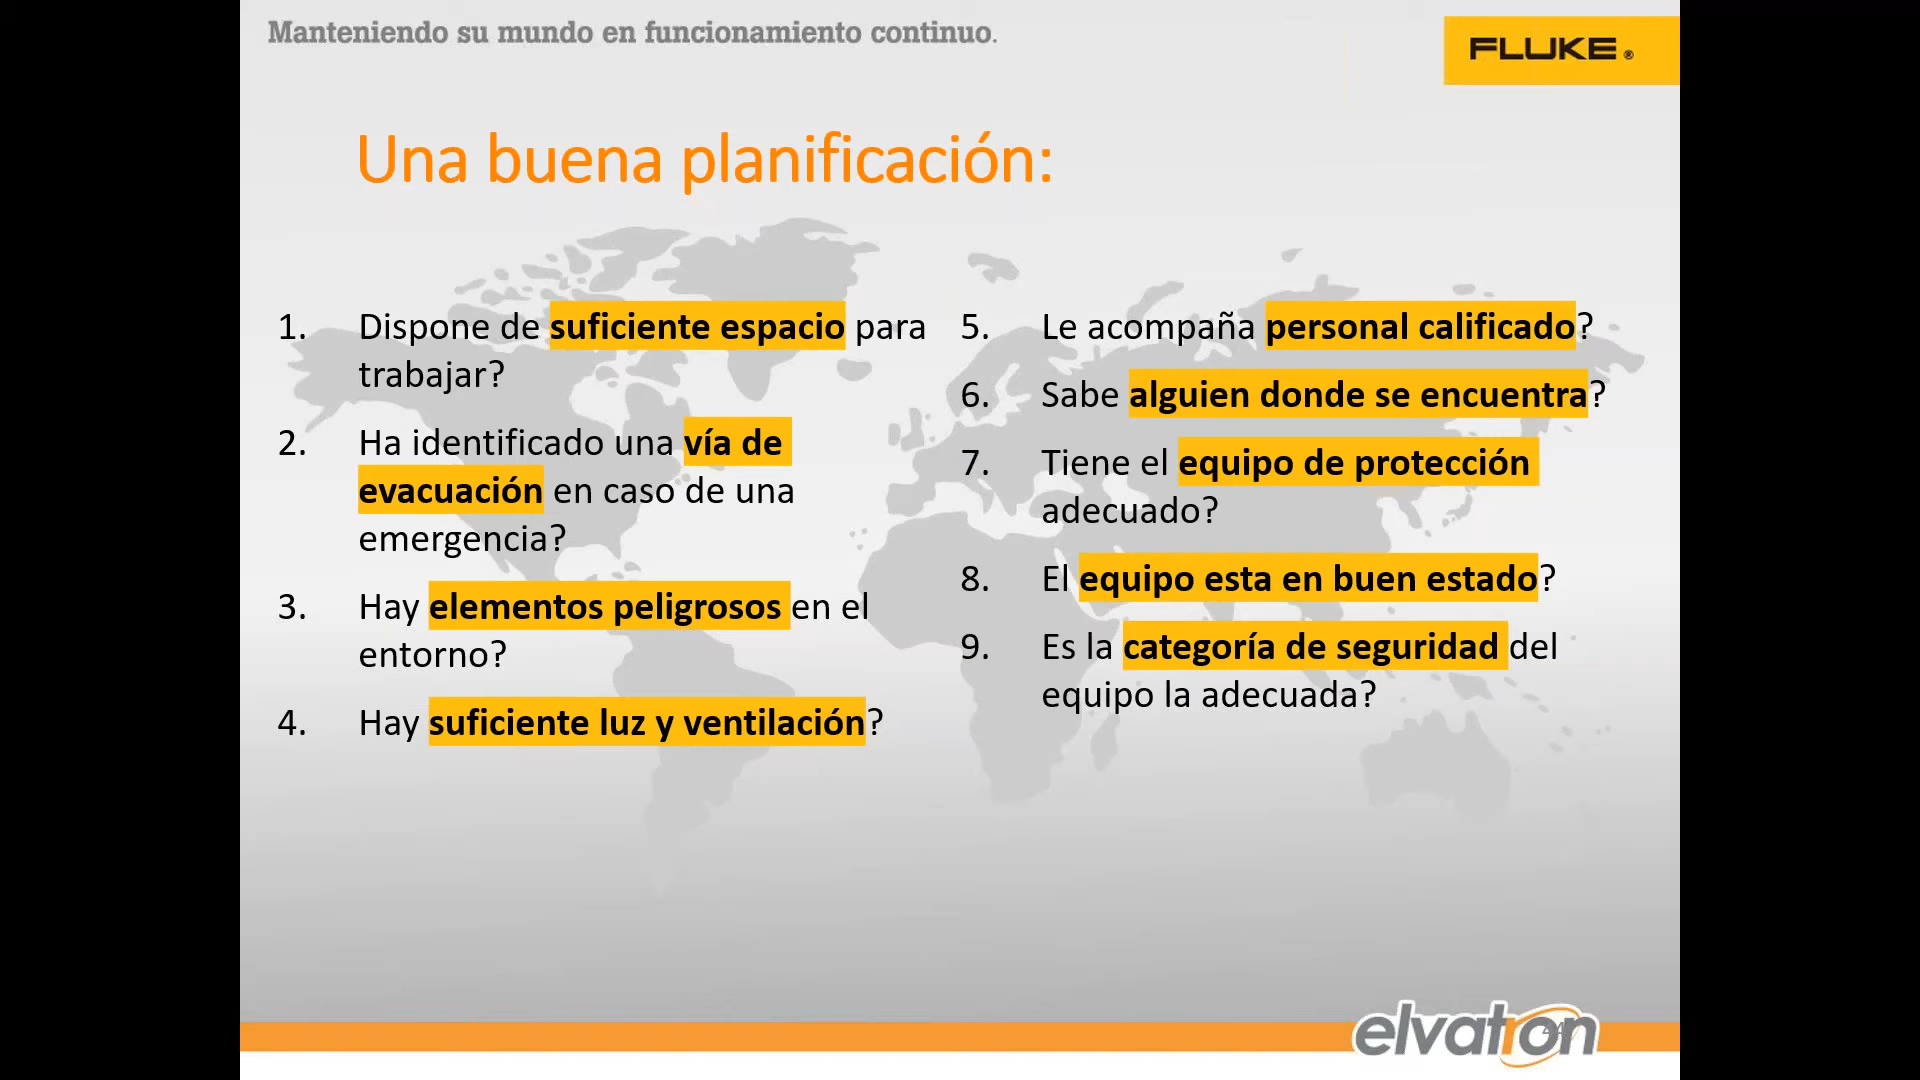 Manteniendo su mundo en funcionamiento continuo.
FLUKE®
Una buena planificación:
1. Dispone de suficiente espacio para
trabajar?
2. Ha identificado una vía de
evacuación en caso de una
emergencia?
3. Hay elementos peligrosos en el
entorno?
4. Hay suficiente luz y ventilación?
5. Le acompaña personal calificado?
6. Sabe alguien donde se encuentra?
7. Tiene el equipo de protección
adecuado?
8. El equipo esta en buen estado?
9. Es la categoría de seguridad del
equipo la adecuada?
elvatron